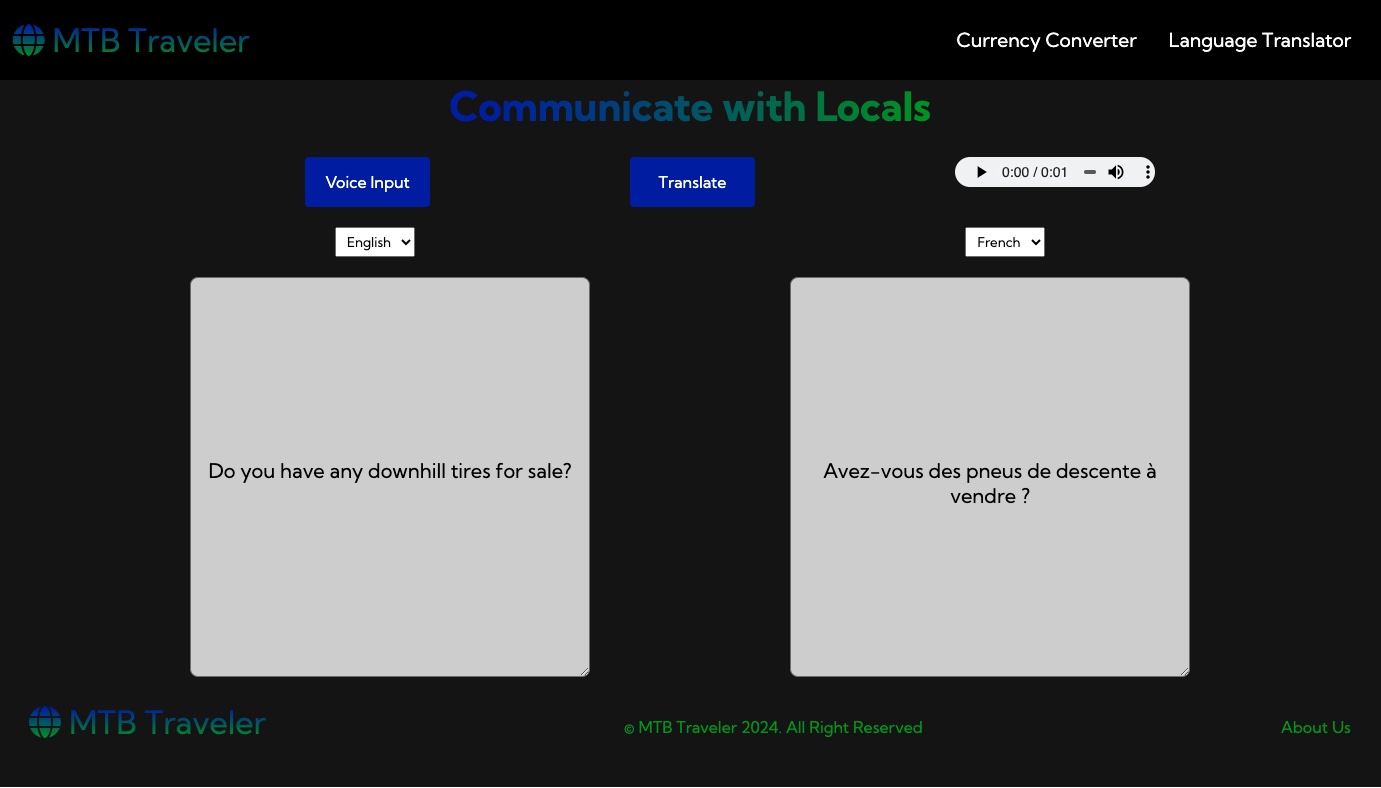 MTB Traveler
Currency Converter
Language Translator
Communicate with Locals
Voice Input
Translate
0:00 / 0:01
English
French
Do you have any downhill tires for sale?
Avez-vous des pneus de descente à
vendre ?
MTB Traveler
© MTB Traveler 2024. All Right Reserved
About Us